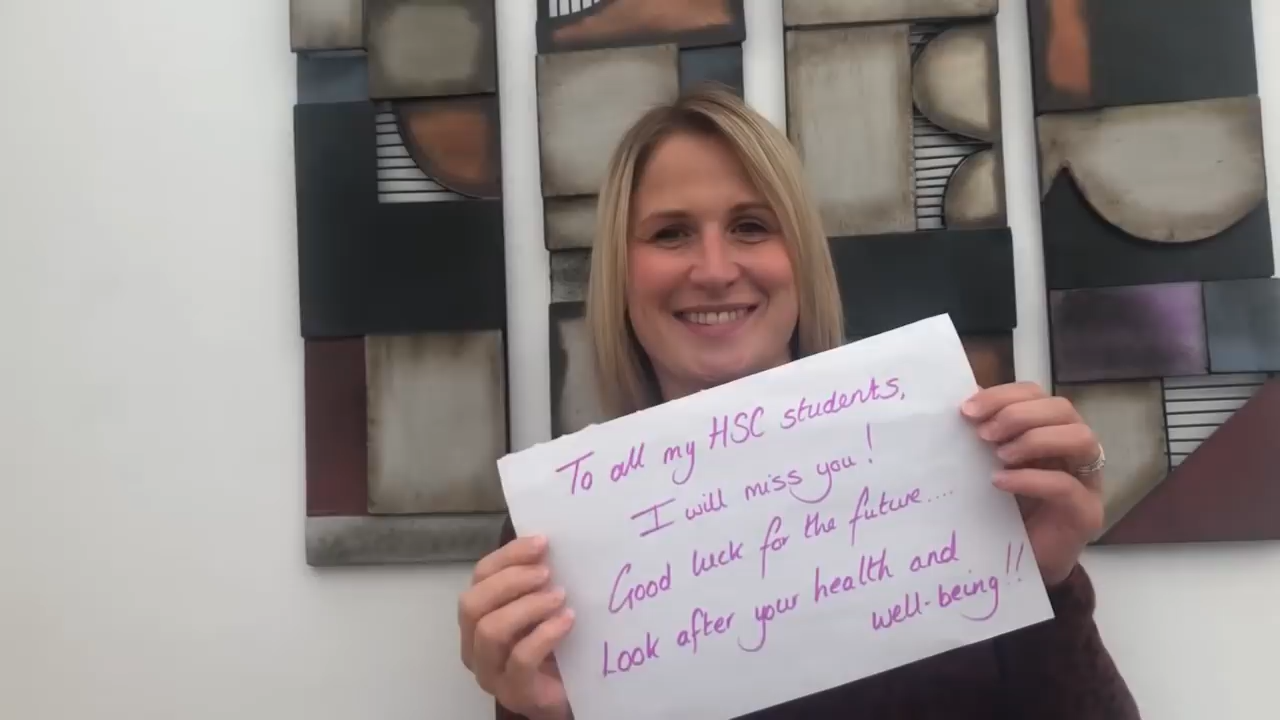 To all my HSC students,
I will miss you!
Good luck for the future....
Look after your health and
well-being!!